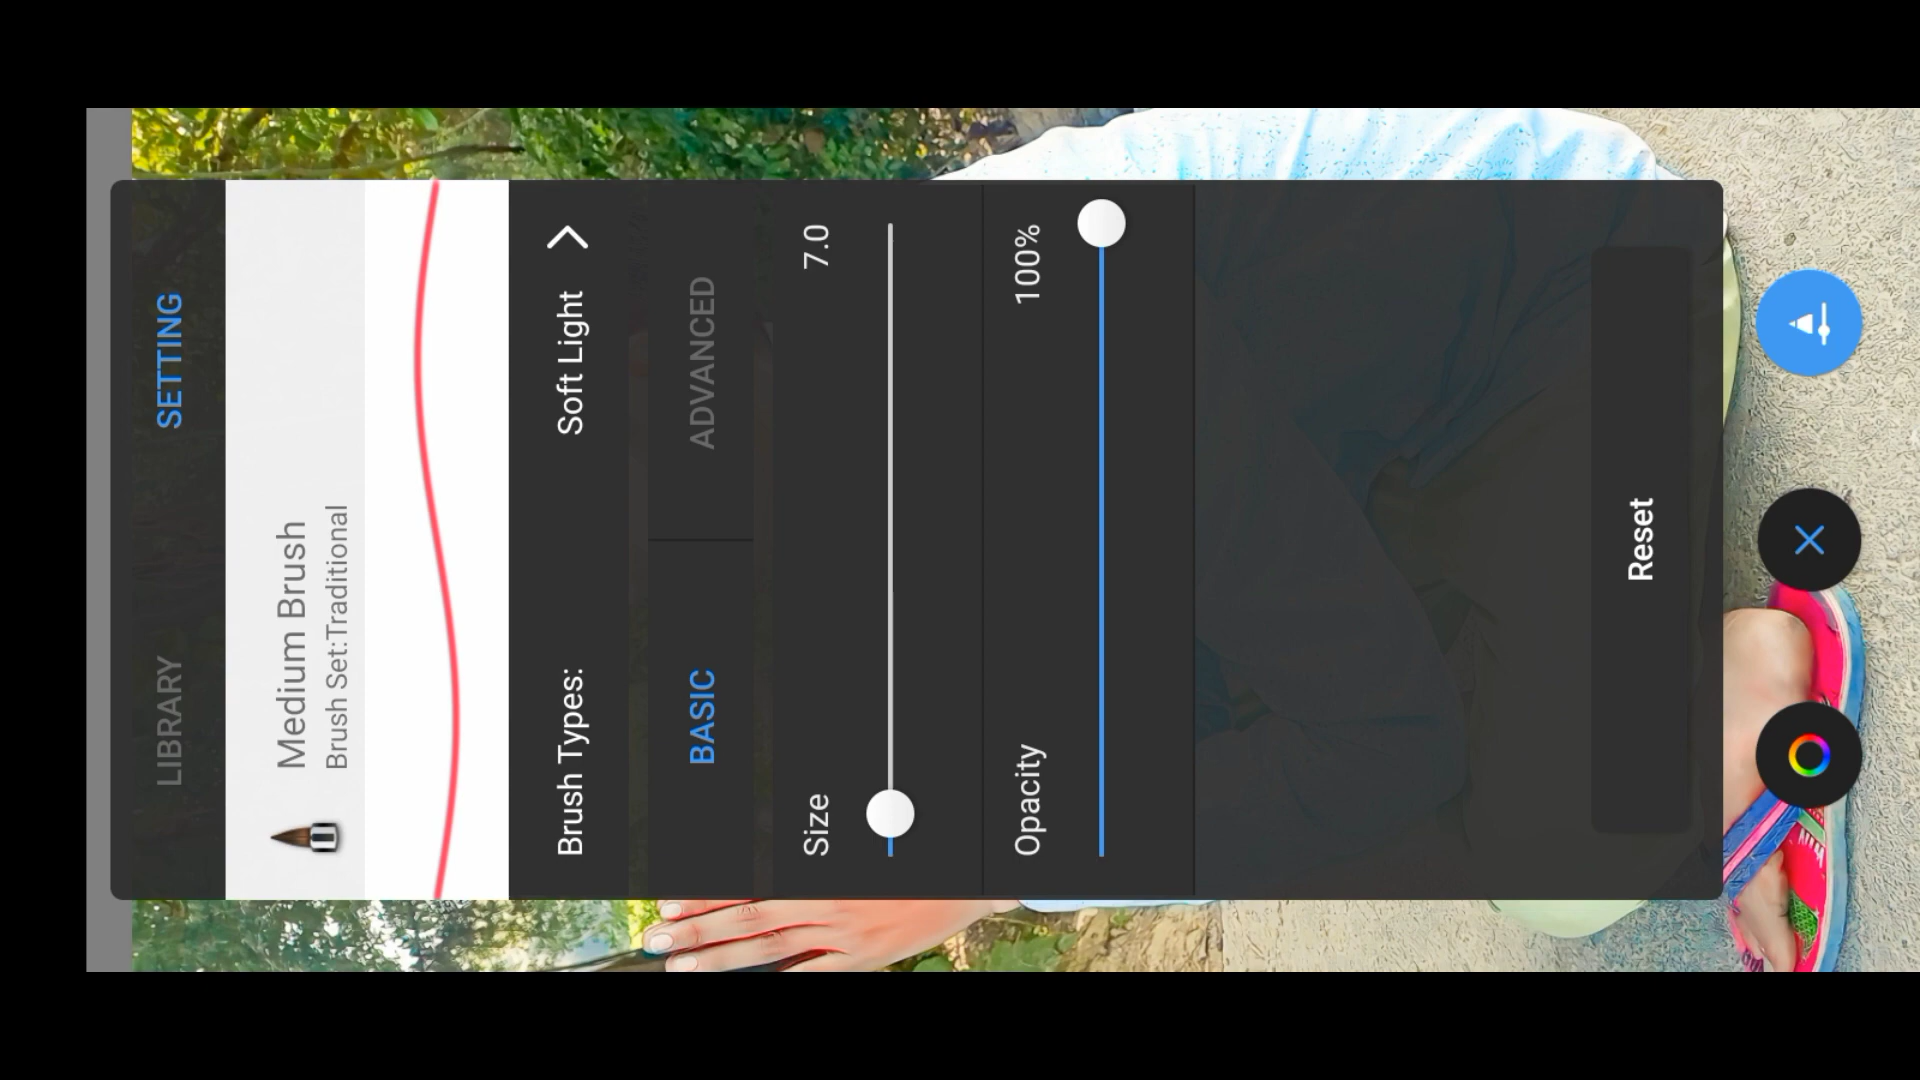 LIBRARY SETTING
Medium Brush
Brush Set:Traditional
Brush Types: Soft Light
BASIC ADVANCED
Size 7.0
Opacity 100%
Reset